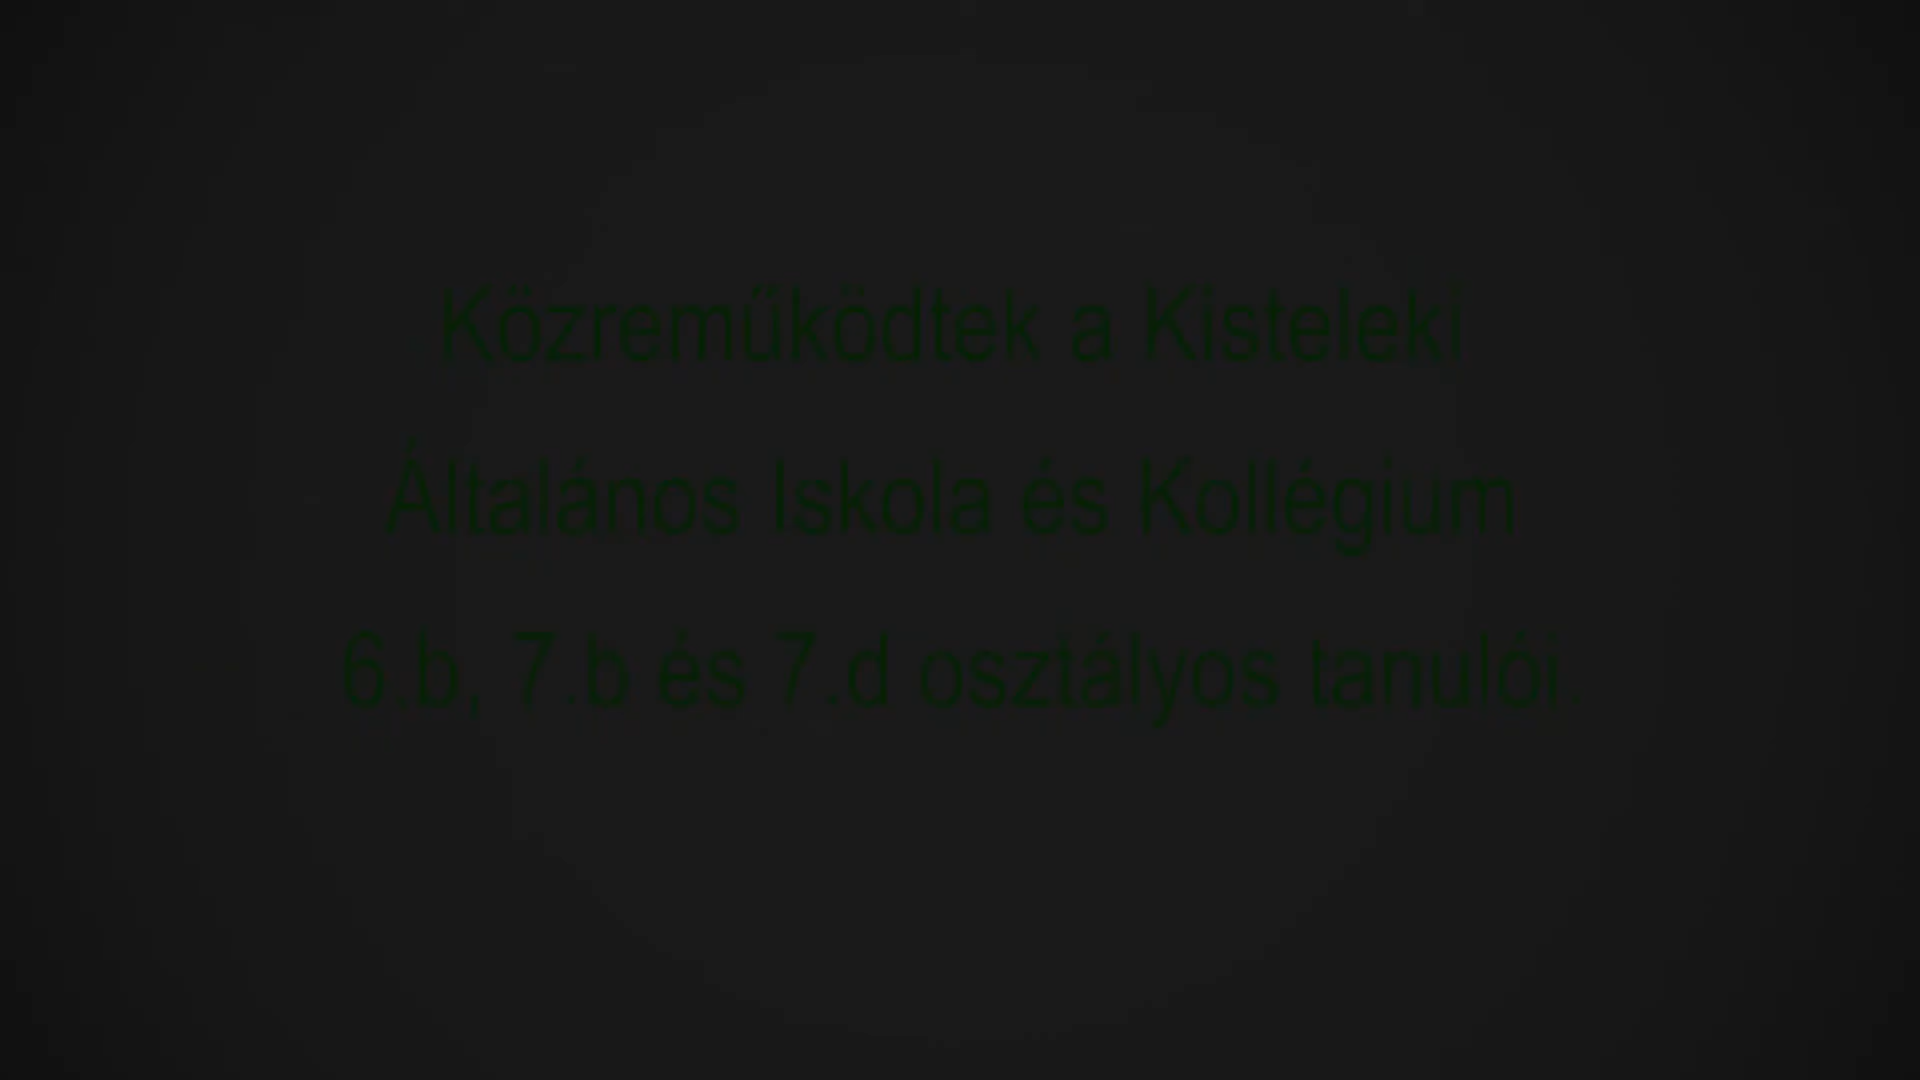 Közreműködtek a Kisteleki
Általános Iskola és Kollégium
6.b, 7.b és 7.d osztályos tanulói.